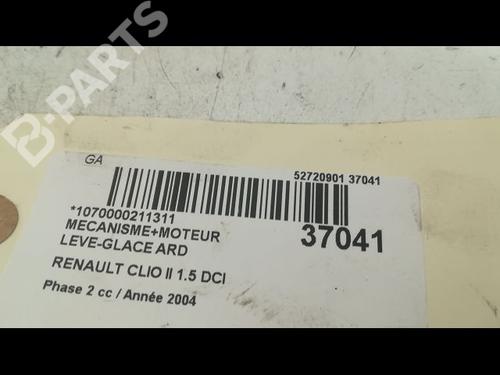 B-PARTS
GA
52720901 37041
*1070000211311
37041
MECANISME+MOTEUR
LEVE-GLACE ARD
RENAULT CLIO II 1.5 DCI
Phase 2 cc / Année 2004